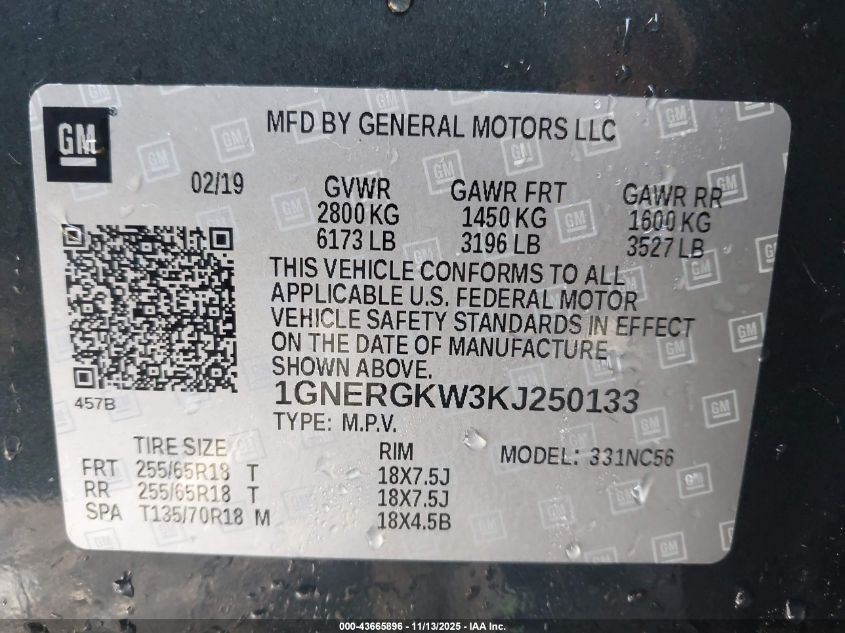 GM
MFD BY GENERAL MOTORS LLC
02/19 GVWR GAWR FRT GAWR RR
2800 KG 1450 KG 1600 KG
6173 LB 3196 LB 3527 LB
THIS VEHICLE CONFORMS TO ALL
APPLICABLE U.S. FEDERAL MOTOR
VEHICLE SAFETY STANDARDS IN EFFECT
ON THE DATE OF MANUFACTURE
SHOWN ABOVE.
1GNERGKW3KJ250133
457B
TYPE: M.P.V.
TIRE SIZE RIM MODEL: 331NC56
FRT 255/65R18 T 18X7.5J
RR 255/65R18 T 18X7.5J
SPA T135/70R18 M 18X4.5B
000-43665896 - 11/13/2025 - IAA Inc.